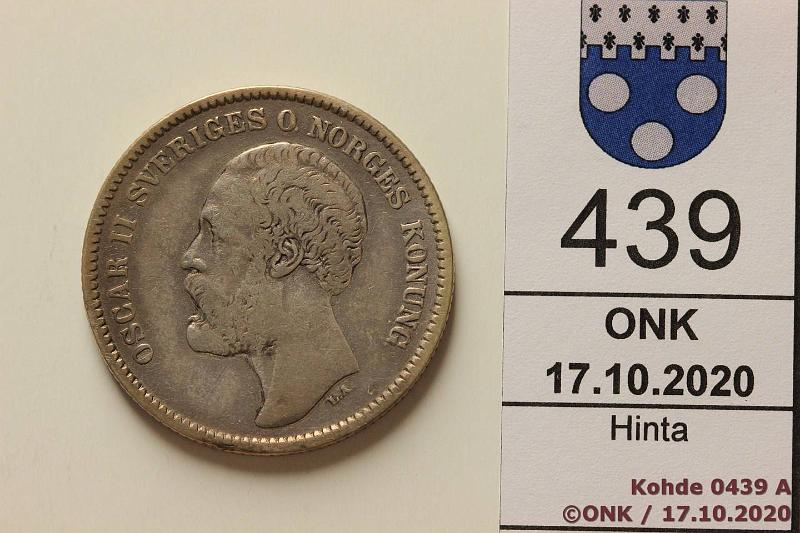 OSCAR II SVERIGES O. NORGES KONUNG
L.A.
439
ONK
17.10.2020
Hinta
Kohde 0439 A
©ONK / 17.10.2020